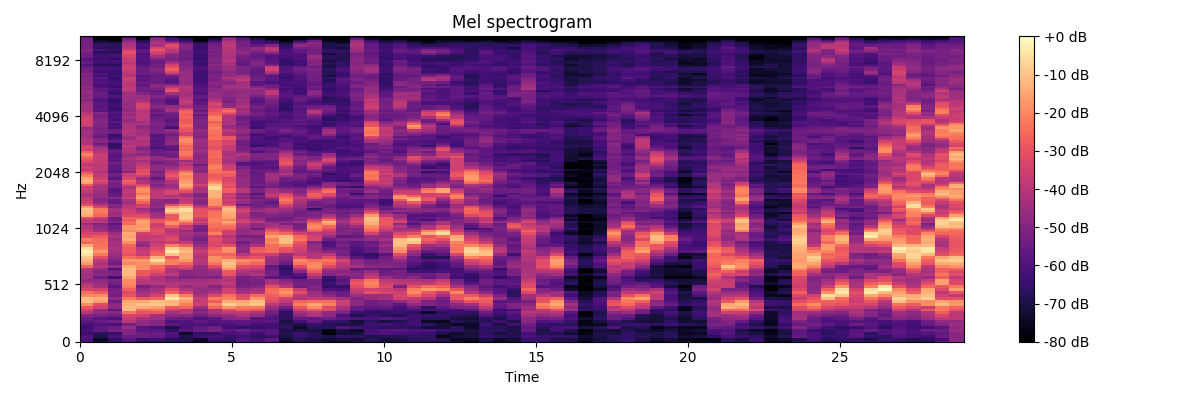 Mel spectrogram
+0 dB
8192
-10 dB
4096
-20 dB
-30 dB
2048
Hz
-40 dB
1024
-50 dB
-60 dB
512
-70 dB
0
-80 dB
0 5 10 15 20 25
Time